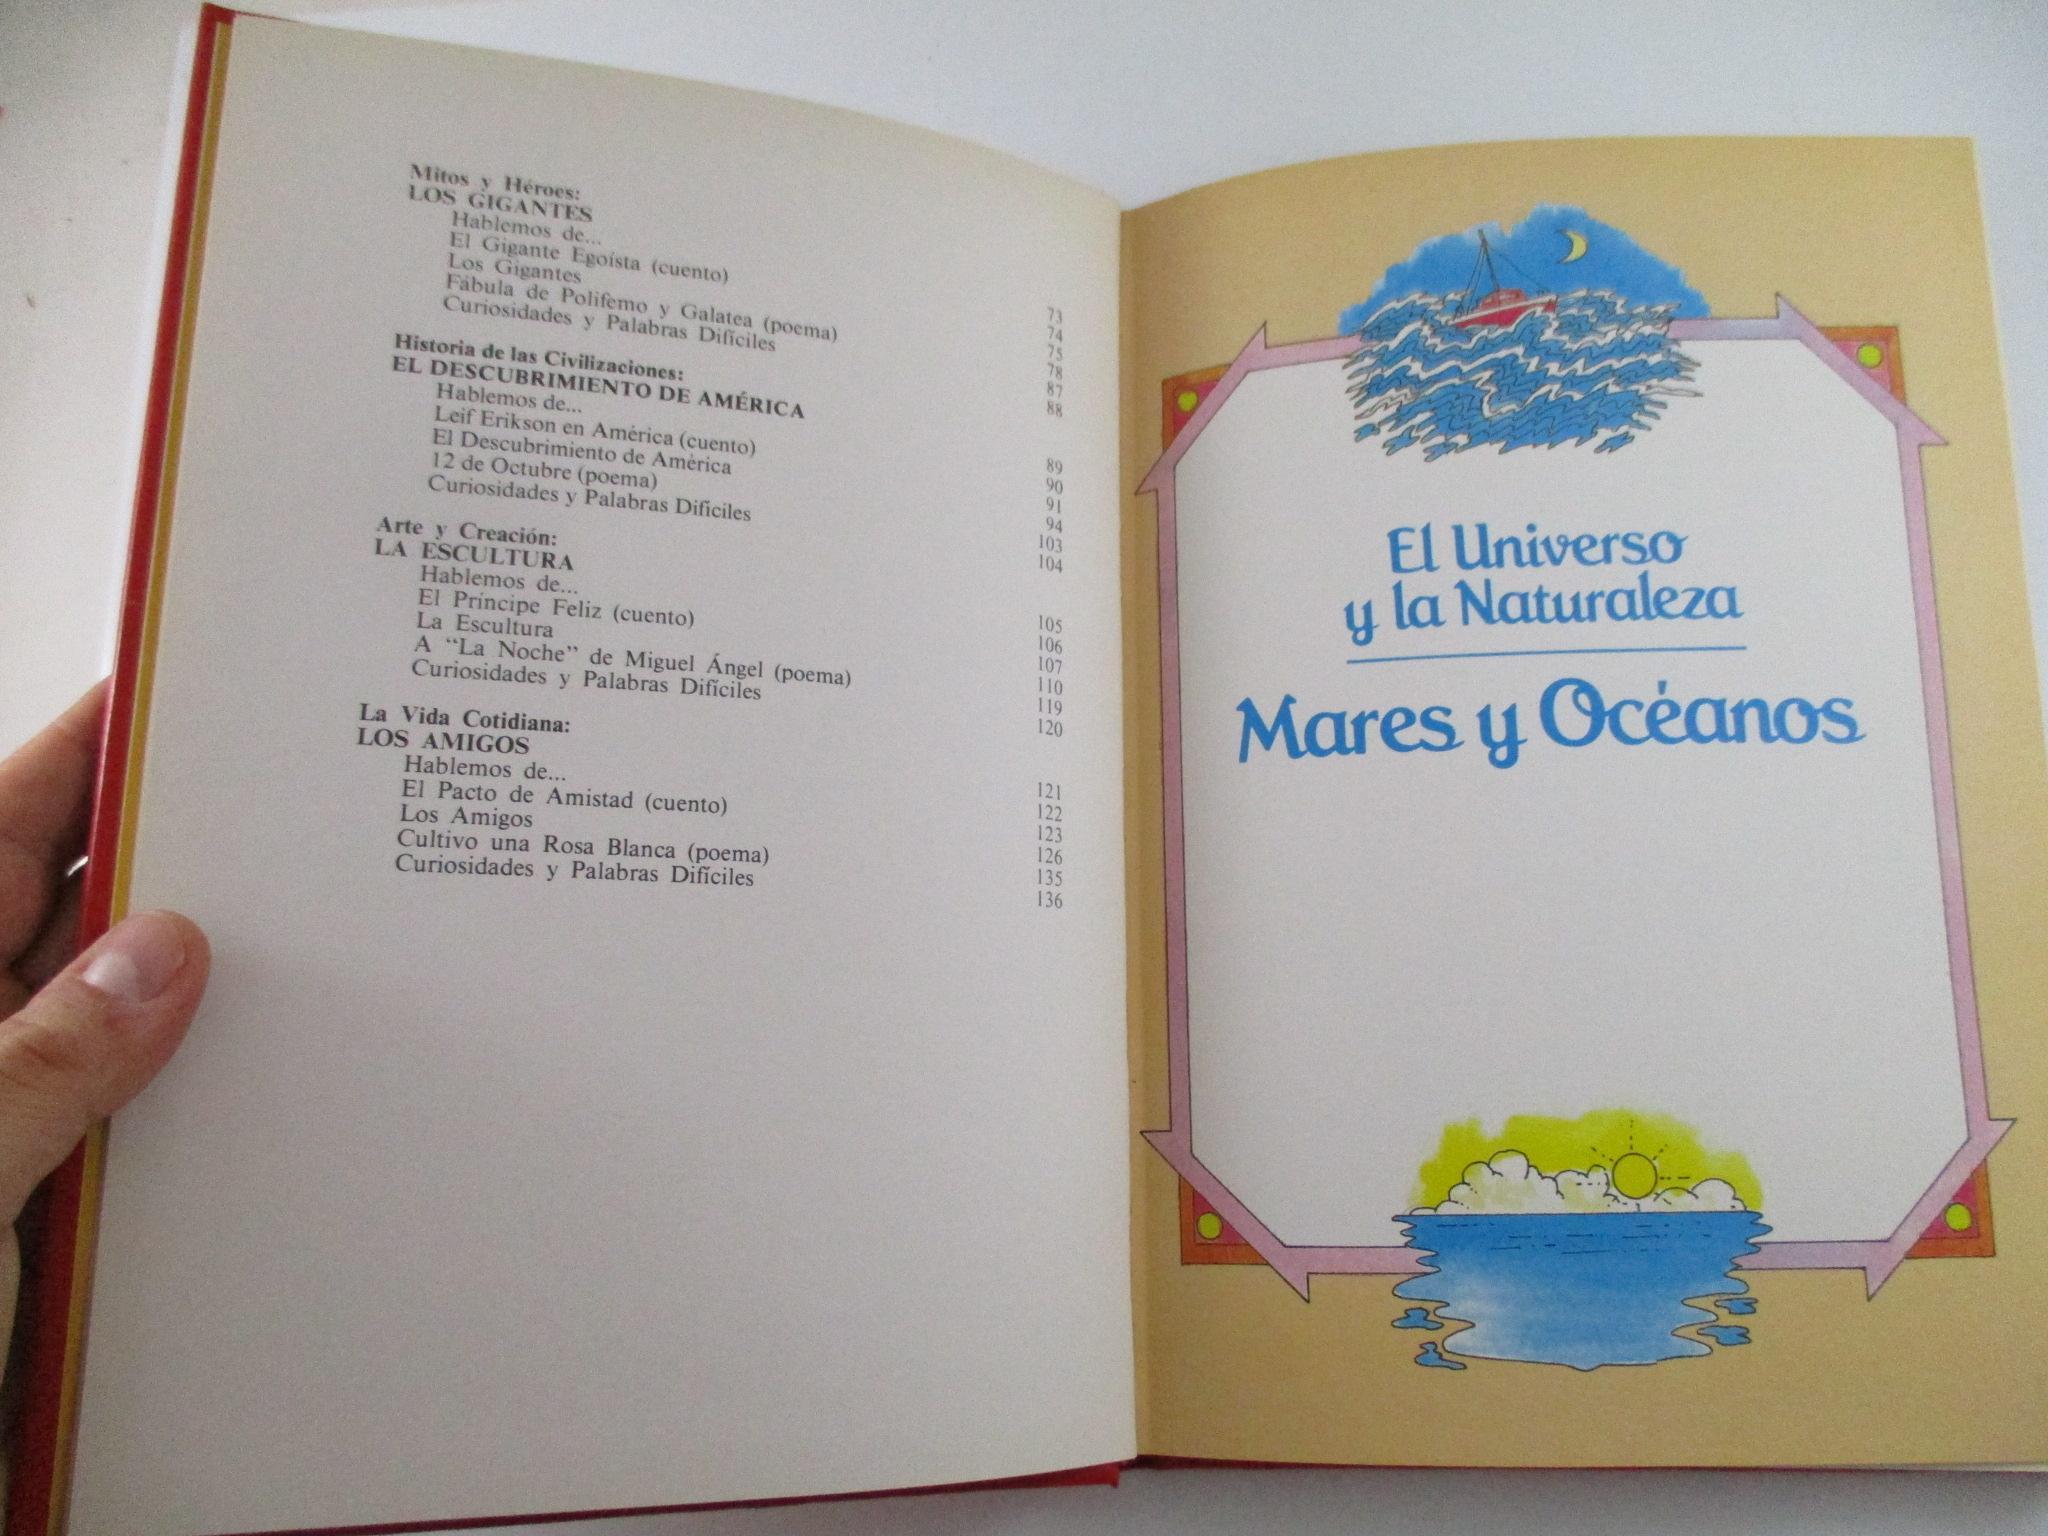 Mitos y Héroes:
LOS GIGANTES 73
Hablemos de... 74
El Gigante Egoísta (cuento) 75
Los Gigantes 78
Fábula de Polifemo y Galatea (poema) 87
Curiosidades y Palabras Difíciles 88
Historia de las Civilizaciones:
EL DESCUBRIMIENTO DE AMÉRICA 89
Hablemos de... 90
Leif Erikson en América (cuento) 91
El Descubrimiento de América 94
12 de Octubre (poema) 103
Curiosidades y Palabras Difíciles 104
Arte y Creación:
LA ESCULTURA 105
Hablemos de... 106
El Príncipe Feliz (cuento) 107
La Escultura 110
A “La Noche” de Miguel Ángel (poema) 119
Curiosidades y Palabras Difíciles 120
La Vida Cotidiana:
LOS AMIGOS 121
Hablemos de... 122
El Pacto de Amistad (cuento) 123
Los Amigos 126
Cultivo una Rosa Blanca (poema) 135
Curiosidades y Palabras Difíciles 136
El Universo
y la Naturaleza
Mares y Océanos